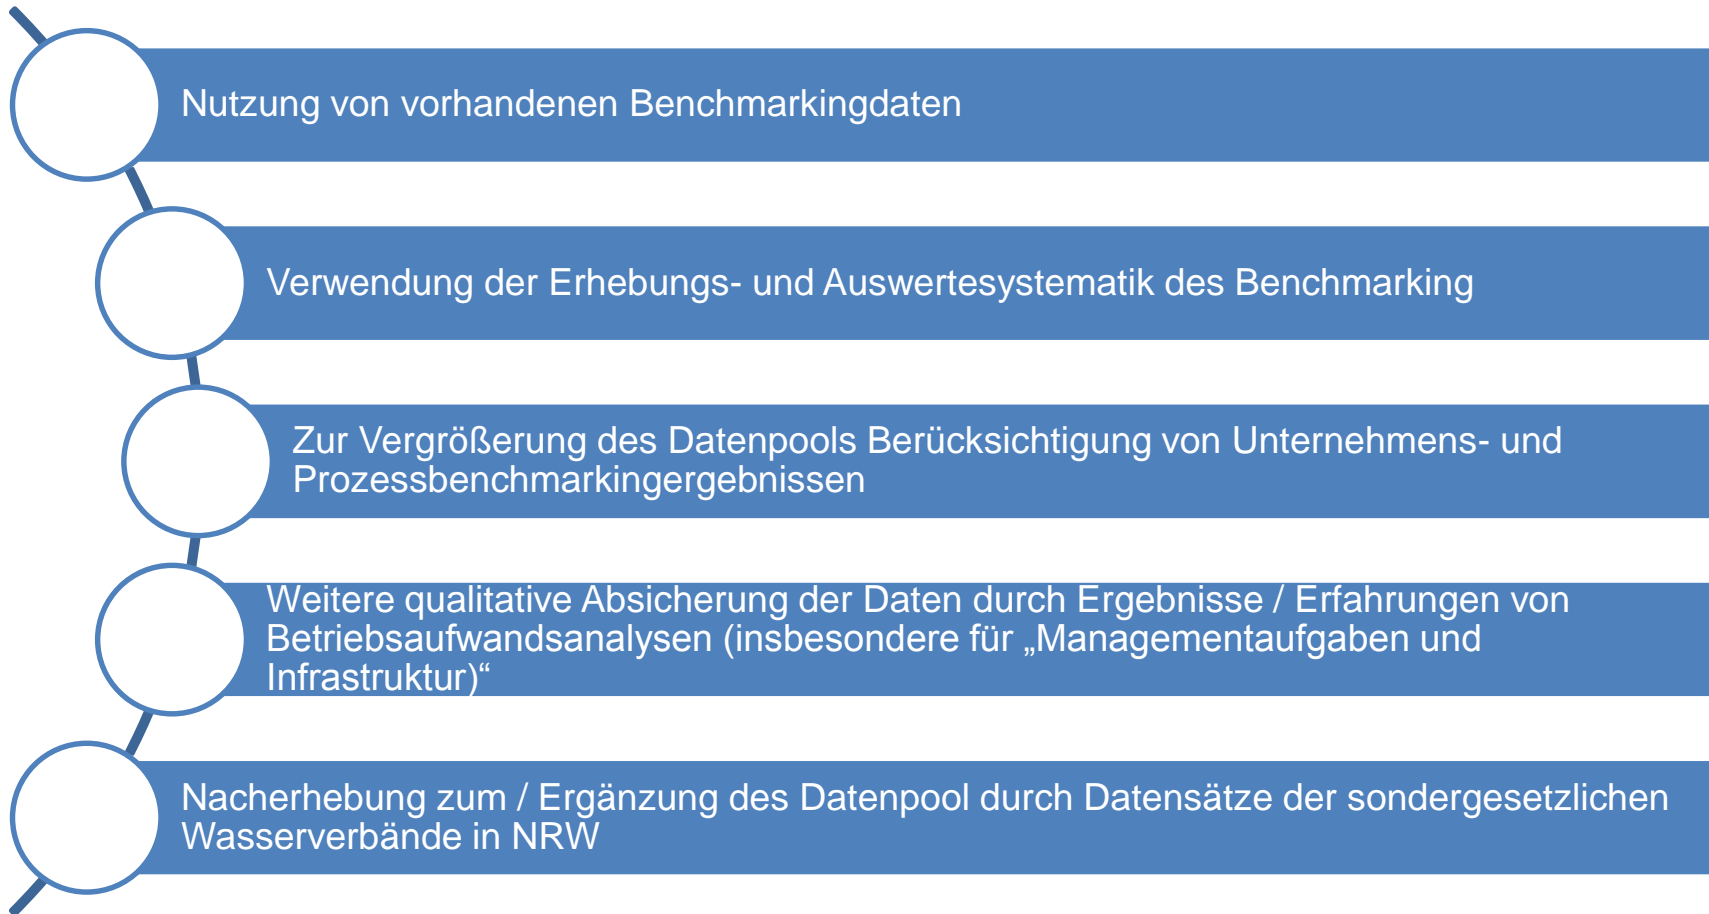 Nutzung von vorhandenen Benchmarkingdaten
Verwendung der Erhebungs- und Auswertesystematik des Benchmarking
Zur Vergrößerung des Datenpools Berücksichtigung von Unternehmens- und
Prozessbenchmarkingergebnissen
Weitere qualitative Absicherung der Daten durch Ergebnisse / Erfahrungen von
Betriebsaufwandsanalysen (insbesondere für „Managementaufgaben und
Infrastruktur)“
Nacherhebung zum / Ergänzung des Datenpool durch Datensätze der sondergesetzlichen
Wasserverbände in NRW